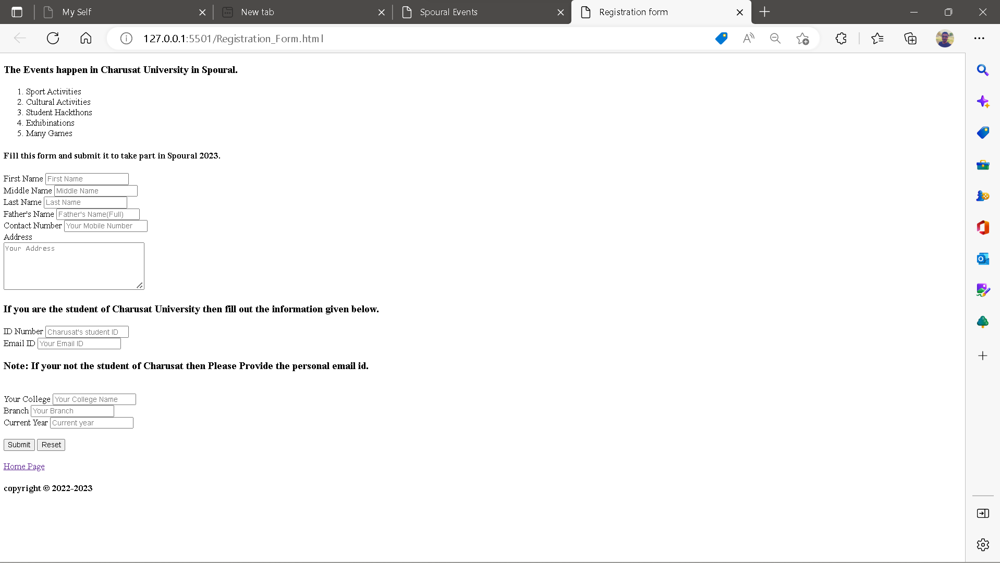 My Self
New tab
Spoural Events
Registration form
127.0.0.1:5501/Registration_Form.html
The Events happen in Charusat University in Spoural.
1. Sport Activities
2. Cultural Activities
3. Student Hackthons
4. Exhibinations
5. Many Games
Fill this form and submit it to take part in Spoural 2023.
First Name First Name
Middle Name Middle Name
Last Name Last Name
Father's Name Father's Name(Full)
Contact Number Your Mobile Number
Address
Your Address
If you are the student of Charusat University then fill out the information given below.
ID Number Charusat's student ID
Email ID Your Email ID
Note: If your not the student of Charusat then Please Provide the personal email id.
Your College Your College Name
Branch Your Branch
Current Year Current year
Submit Reset
Home Page
copyright © 2022-2023